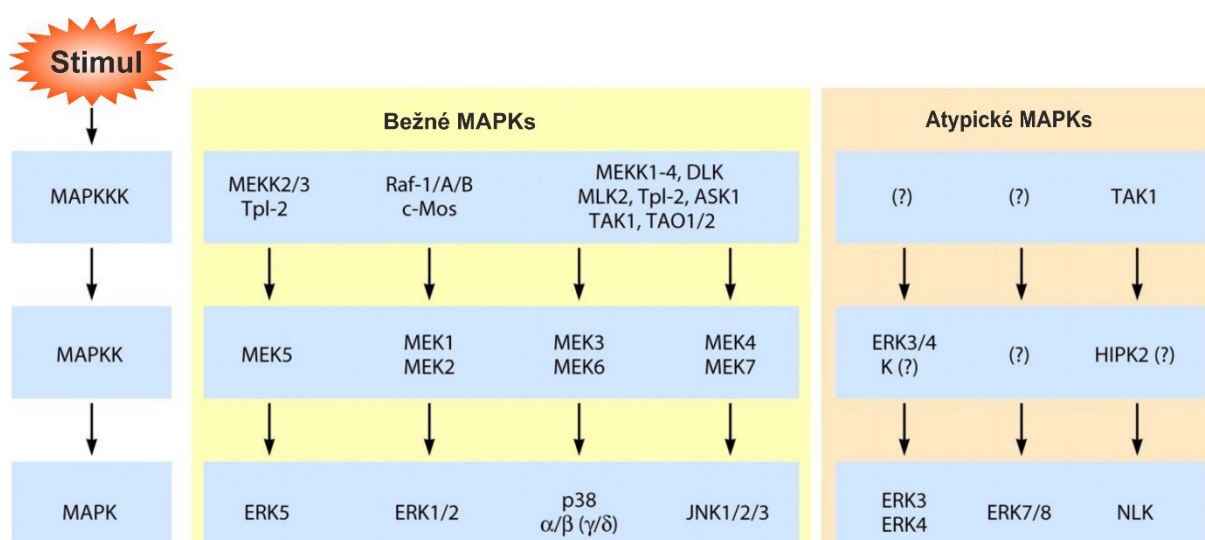 Stimul
Bežné MAPKs
Atypické MAPKs
MAPKKK
MEKK2/3
Tpl-2
Raf-1/A/B
c-Mos
MEKK1-4, DLK
MLK2, Tpl-2, ASK1
TAK1, TAO1/2
(?)
(?)
TAK1
MAPKK
MEK5
MEK1
MEK2
MEK3
MEK6
MEK4
MEK7
ERK3/4
K (?)
(?)
HIPK2 (?)
MAPK
ERK5
ERK1/2
p38
α/β (γ/δ)
JNK1/2/3
ERK3
ERK4
ERK7/8
NLK